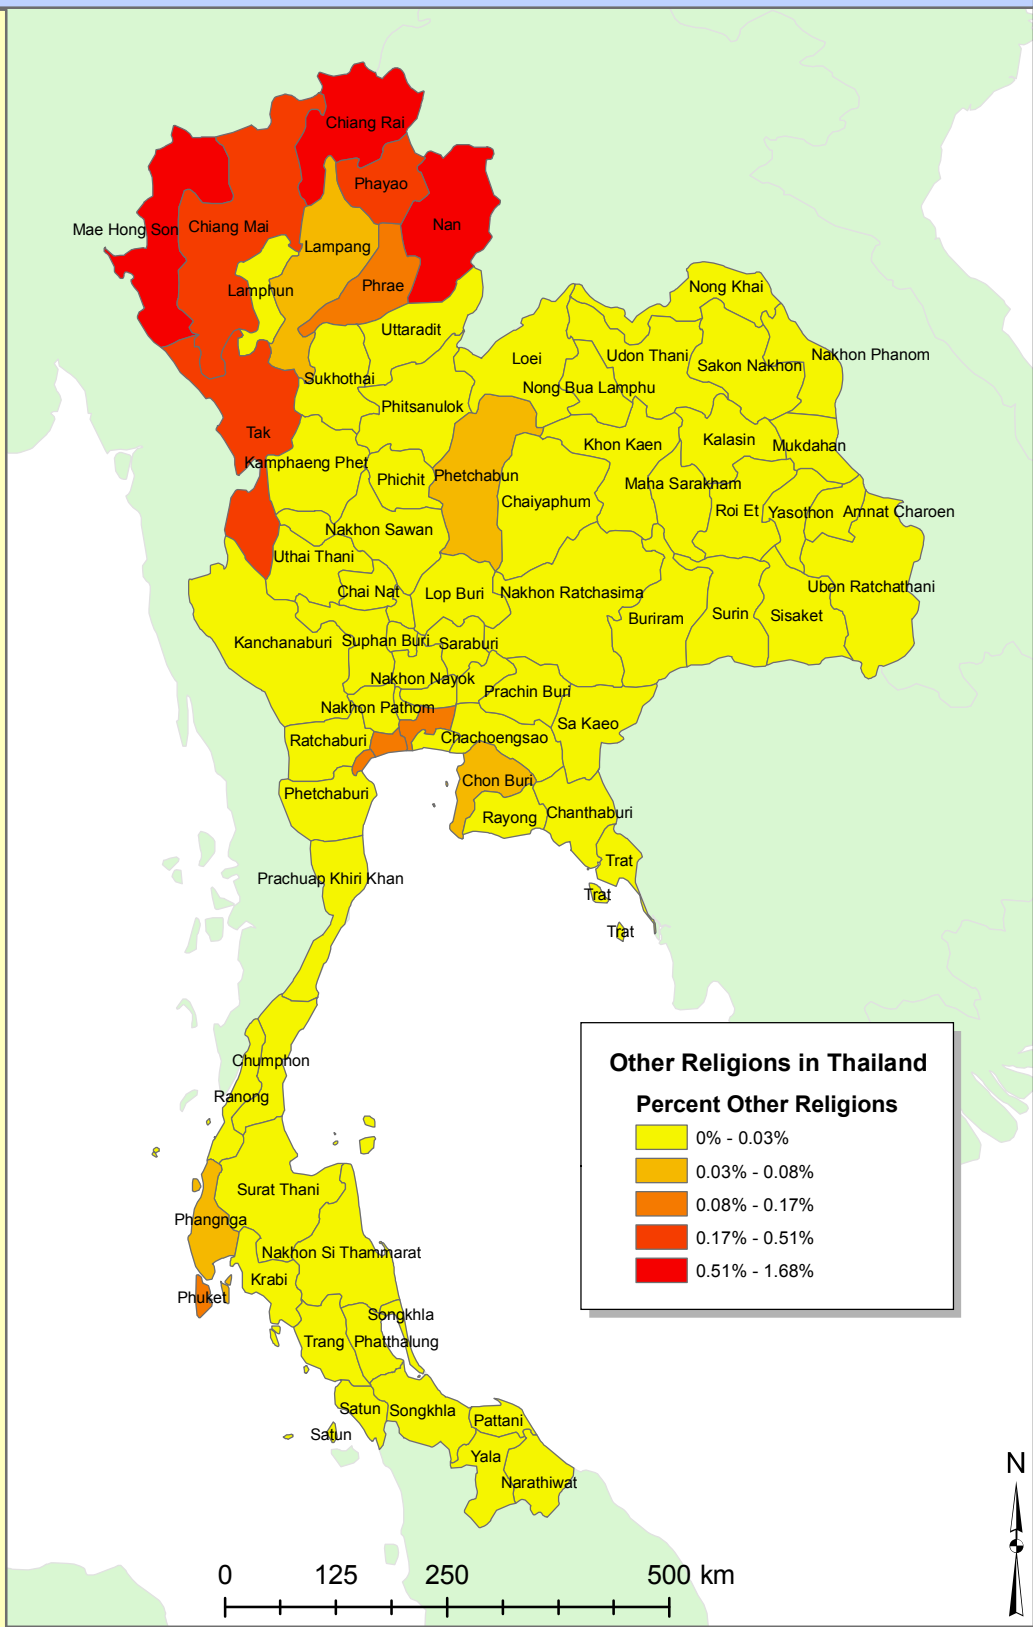 Chiang Rai
Phayao
Nan
Mae Hong Son
Chiang Mai
Lampang
Phrae
Lamphun
Nong Khai
Uttaradit
Loei
Udon Thani
Nakhon Phanom
Sakon Nakhon
Sukhothai
Nong Bua Lamphu
Phitsanulok
Tak
Khon Kaen
Kalasin
Mukdahan
Kamphaeng Phet
Phichit
Phetchabun
Maha Sarakham
Chaiyaphum
Roi Et
Yasothon
Amnat Charoen
Nakhon Sawan
Uthai Thani
Chai Nat
Lop Buri
Nakhon Ratchasima
Ubon Ratchathani
Buriram
Surin
Sisaket
Kanchanaburi
Suphan Buri
Saraburi
Nakhon Nayok
Prachin Buri
Nakhon Pathom
Sa Kaeo
Ratchaburi
Chachoengsao
Chon Buri
Phetchaburi
Rayong
Chanthaburi
Trat
Prachuap Khiri Khan
Trat
Trat
Chumphon
Ranong
Surat Thani
Phangnga
Nakhon Si Thammarat
Krabi
Phuket
Songkhla
Trang
Phatthalung
Satun
Songkhla
Pattani
Satun
Yala
Narathiwat
Other Religions in Thailand
Percent Other Religions
0% - 0.03%
0.03% - 0.08%
0.08% - 0.17%
0.17% - 0.51%
0.51% - 1.68%
N
0 125 250 500 km